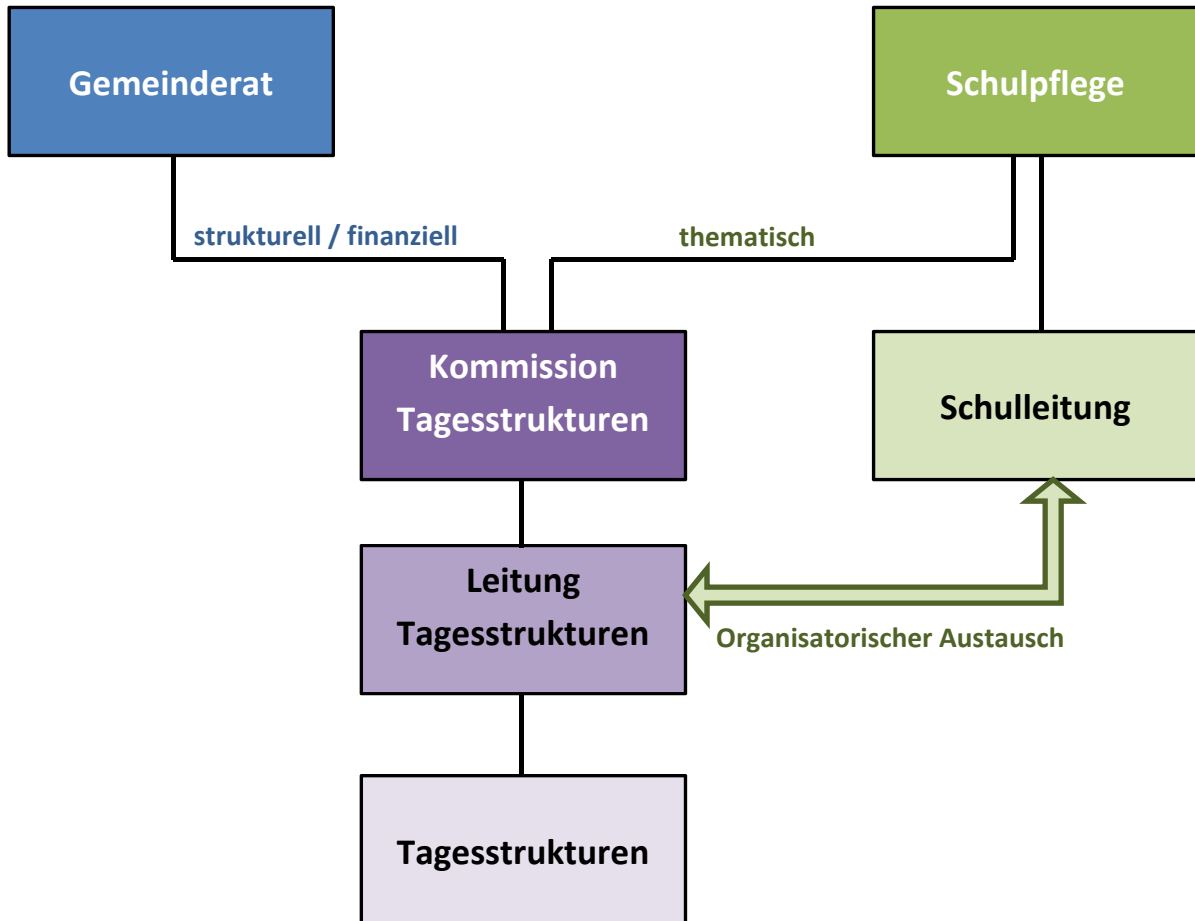 Gemeinderat
Schulpflege
strukturell / finanziell
thematisch
Kommission
Tagesstrukturen
Schulleitung
Leitung
Tagesstrukturen
Organisatorischer Austausch
Tagesstrukturen